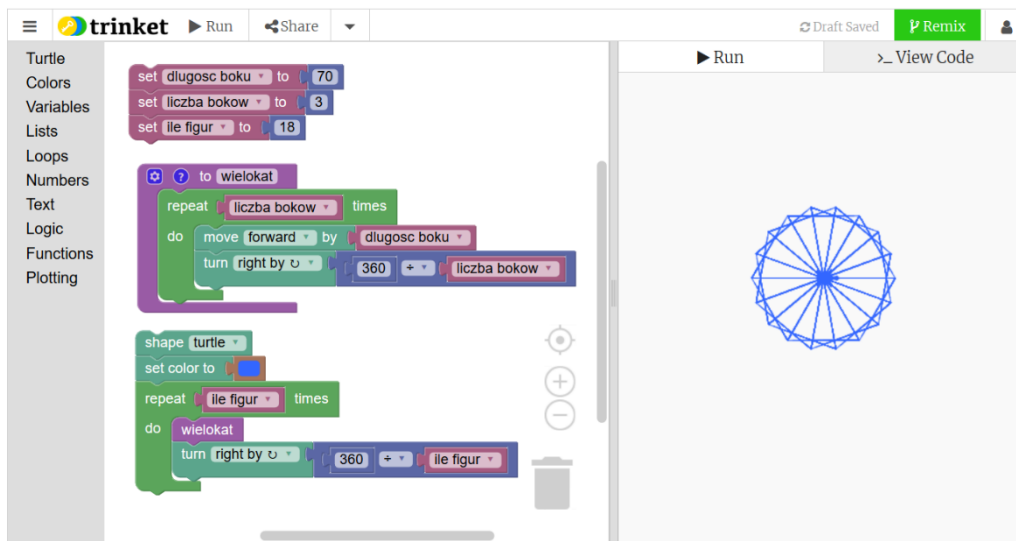 trinket Run Share Draft Saved Remix
Turtle
Colors
Variables
Lists
Loops
Numbers
Text
Logic
Functions
Plotting
set dlugosc boku to 70
set liczba bokow to 3
set ile figur to 18
? to wielokat
repeat liczba bokow times
do move forward by dlugosc boku
turn right by ↻ 360 ÷ liczba bokow
shape turtle
set color to
repeat ile figur times
do wielokat
turn right by ↻ 360 ÷ ile figur
Run >_ View Code